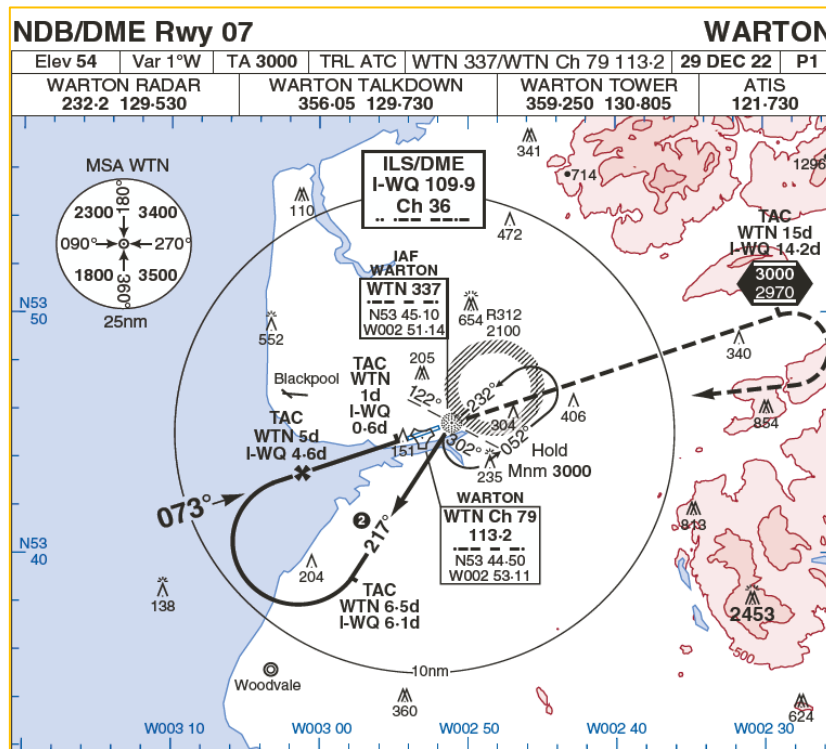 NDB/DME Rwy 07
WARTON
Elev 54
Var 1°W
TA 3000
TRL ATC
WTN 337/WTN Ch 79 113·2
29 DEC 22
P1
WARTON RADAR
232·2 129·530
WARTON TALKDOWN
356·05 129·730
WARTON TOWER
359·250 130·805
ATIS
121·730
MSA WTN
180°
2300
3400
090°
270°
1800
3500
360°
25nm
110
ILS/DME
I-WQ 109·9
Ch 36
341
714
1296
472
TAC
WTN 15d
I-WQ 14·2d
3000
2970
IAF
WARTON
WTN 337
N53 45·10
W002 51·14
N53
50
552
654
R312
2100
340
205
Blackpool
TAC
WTN
1d
I-WQ
0·6d
122°
232°
304
406
854
TAC
WTN 5d
I-WQ 4·6d
151
302°
052°
Hold
Mnm 3000
235
073°
2
217°
WARTON
WTN Ch 79
113·2
N53 44·50
W002 53·11
813
N53
40
204
138
TAC
WTN 6·5d
I-WQ 6·1d
2453
500
10nm
Woodvale
360
624
W003 10
W003 00
W002 50
W002 40
W002 30